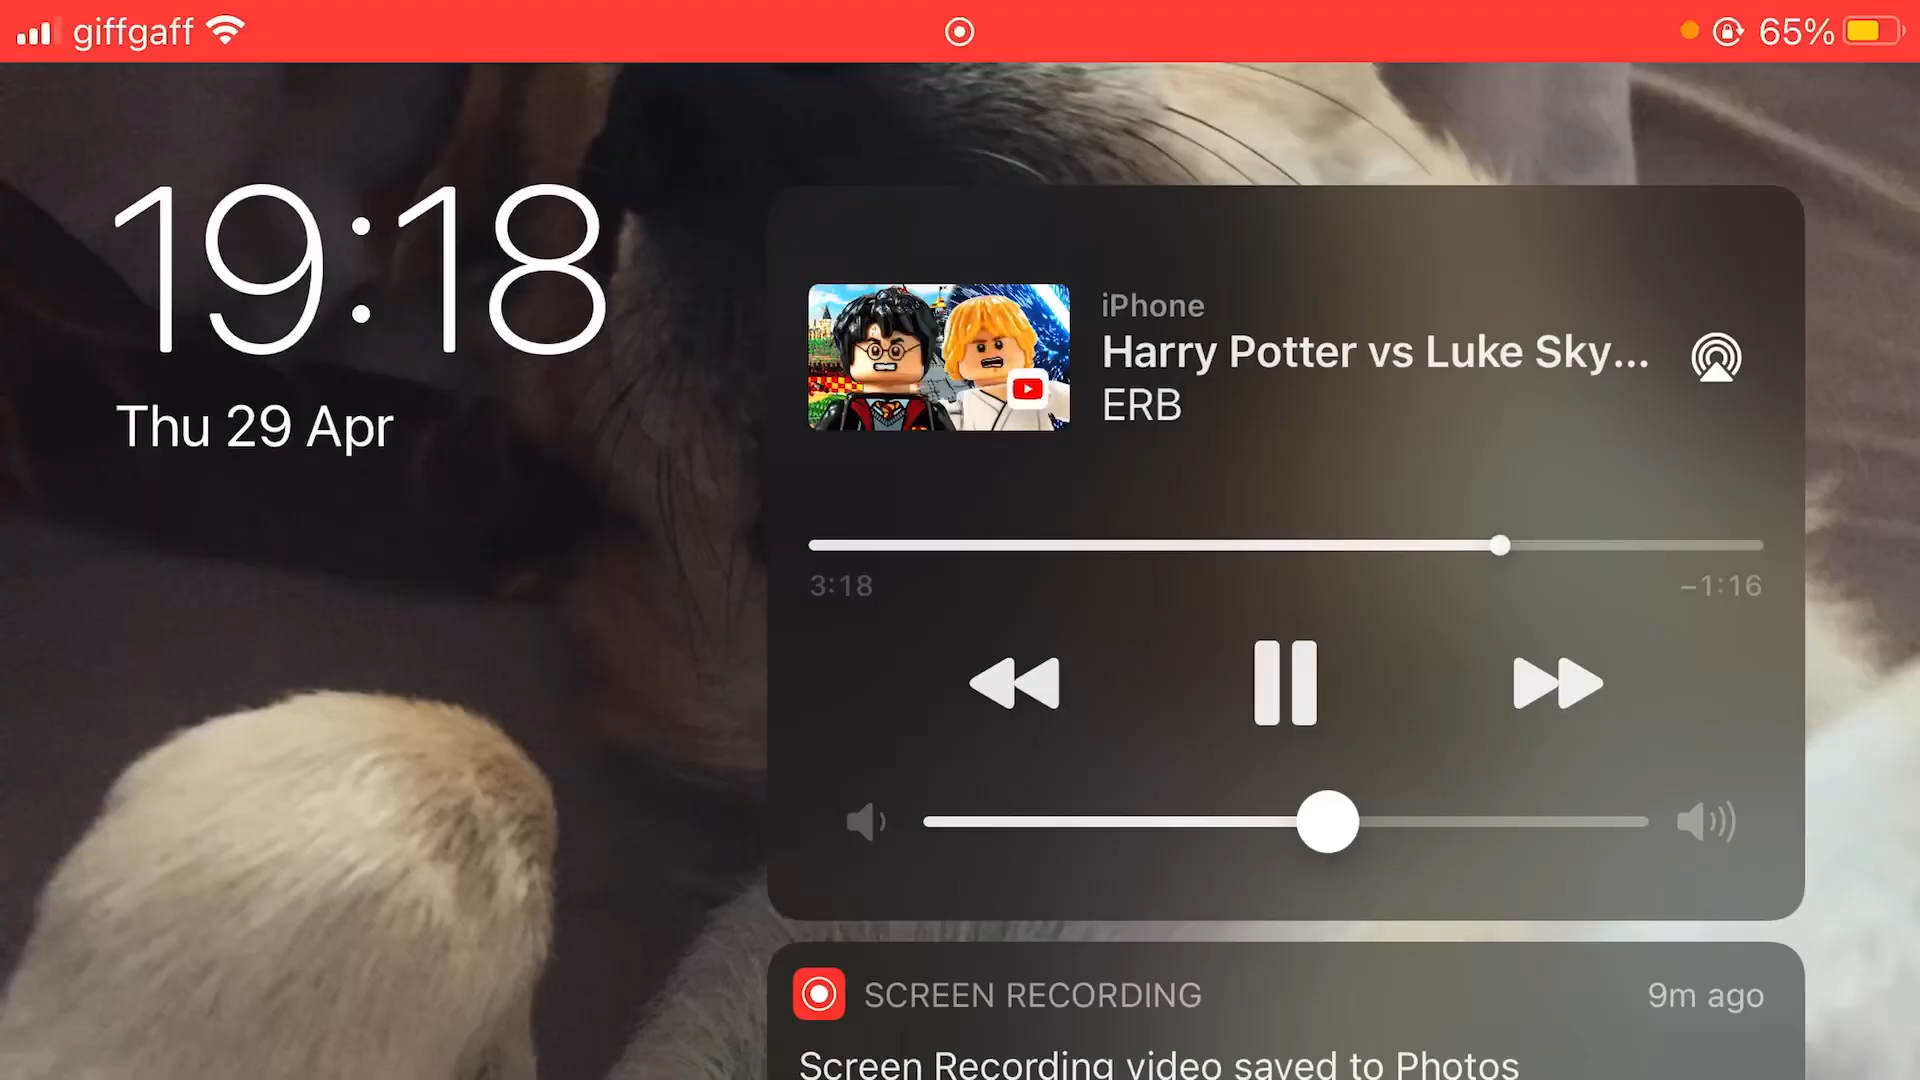 giffgaff
65%
19:18
Thu 29 Apr
iPhone
Harry Potter vs Luke Sky...
ERB
3:18
−1:16
SCREEN RECORDING
9m ago
Screen Recording video saved to Photos